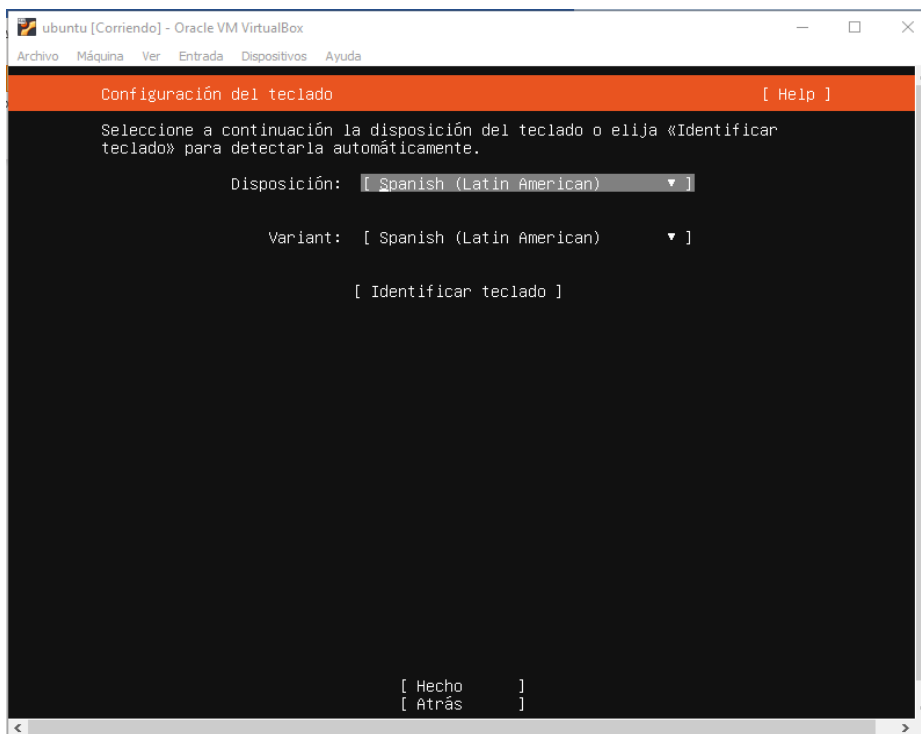 ubuntu [Corriendo] - Oracle VM VirtualBox
Archivo Máquina Ver Entrada Dispositivos Ayuda
Configuración del teclado [ Help ]
Seleccione a continuación la disposición del teclado o elija «Identificar
teclado» para detectarla automáticamente.
Disposición: [ Spanish (Latin American) ▾ ]
Variant: [ Spanish (Latin American) ▾ ]
[ Identificar teclado ]
[ Hecho ]
[ Atrás ]